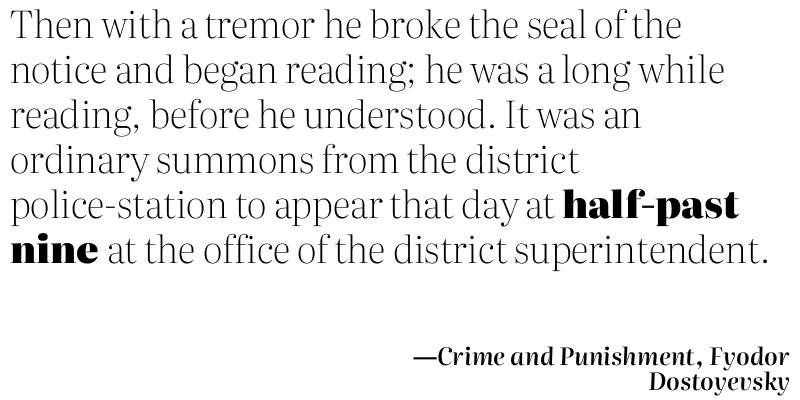 Then with a tremor he broke the seal of the
notice and began reading; he was a long while
reading, before he understood. It was an
ordinary summons from the district
police-station to appear that day at half-past
nine at the office of the district superintendent.
—Crime and Punishment, Fyodor
Dostoyevsky